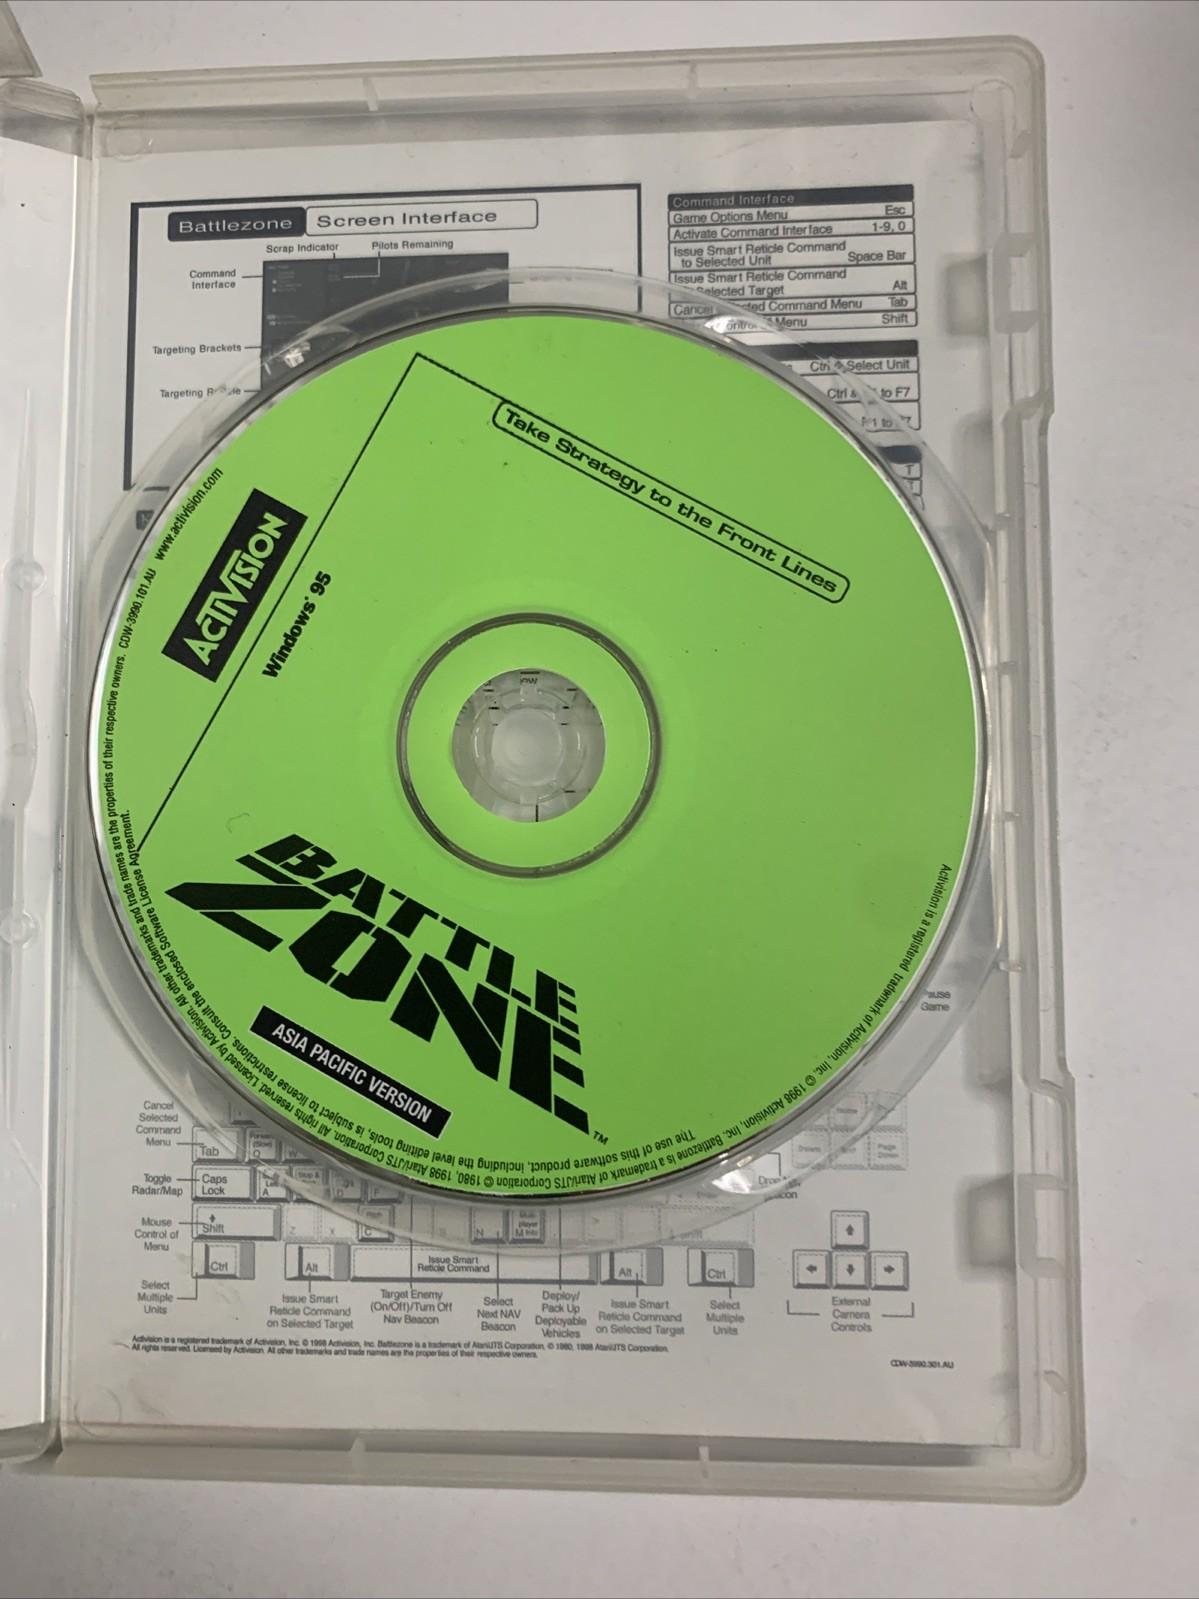 Battlezone Screen Interface
Scrap Indicator
Pilots Remaining
Command
Interface
Targeting Brackets
Targeting
Command Interface
Game Options Menu Esc
Activate Command Interface 1-9, 0
Issue Smart Reticle Command
to Selected Unit Space Bar
Issue Smart Reticle Command
Selected Target Alt
Cancel Command Menu Tab
Menu Shift
Select Unit
Ctrl & to F7
Take Strategy to the Front Lines
ACTIVISION
Windows 95
BATTLE
ZONE™
ASIA PACIFIC VERSION
Activision is a registered trademark of Activision, Inc. © 1998 Activision, Inc. Battlezone is a trademark of Atari/JTS Corporation © 1980, 1998 Atari/JTS Corporation. All rights reserved. Licensed by Activision. All other trademarks and trade names are the properties of their respective owners. CDW-3990.101.AU www.activision.com
The use of this software product, including the level editing tools, is subject to license restrictions. Consult the enclosed Software License Agreement.
Game
Cancel
Selected
Command
Menu
Tab
Toggle
Radar/Map
Caps
Lock
Mouse
Control of
Menu
Shift
Ctrl
Alt
Issue Smart
Reticle Command
Alt
Ctrl
Select
Multiple
Units
Issue Smart
Reticle Command
on Selected Target
Target Enemy
(On/Off)/Turn Off
Nav Beacon
Select
Next NAV
Beacon
Deploy/
Pack Up
Deployable
Vehicles
Issue Smart
Reticle Command
on Selected Target
Select
Multiple
Units
External
Camera
Controls
Activision is a registered trademark of Activision, Inc. © 1998 Activision, Inc. Battlezone is a trademark of Atari/JTS Corporation, © 1980, 1998 Atari/JTS Corporation.
All rights reserved. Licensed by Activision. All other trademarks and trade names are the properties of their respective owners.
CDW-3990.301.AU